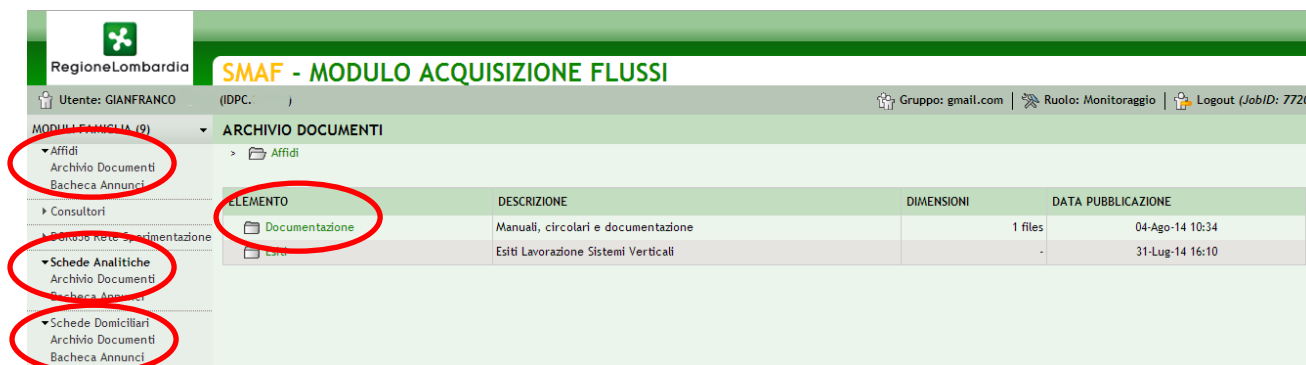 RegioneLombardia
SMAF - MODULO ACQUISIZIONE FLUSSI
Utente: GIANFRANCO (IDPC. )
Gruppo: gmail.com | Ruolo: Monitoraggio | Logout (JobID: 7720
MODULI FAMIGLIA (9)
Affidi
Archivio Documenti
Bacheca Annunci
Consultori
DGR856 Rete Sperimentazione
Schede Analitiche
Archivio Documenti
Bacheca Annunci
Schede Domiciliari
Archivio Documenti
Bacheca Annunci
ARCHIVIO DOCUMENTI
> Affidi
ELEMENTO DESCRIZIONE DIMENSIONI DATA PUBBLICAZIONE
Documentazione Manuali, circolari e documentazione 1 files 04-Ago-14 10:34
Esiti Esiti Lavorazione Sistemi Verticali - 31-Lug-14 16:10